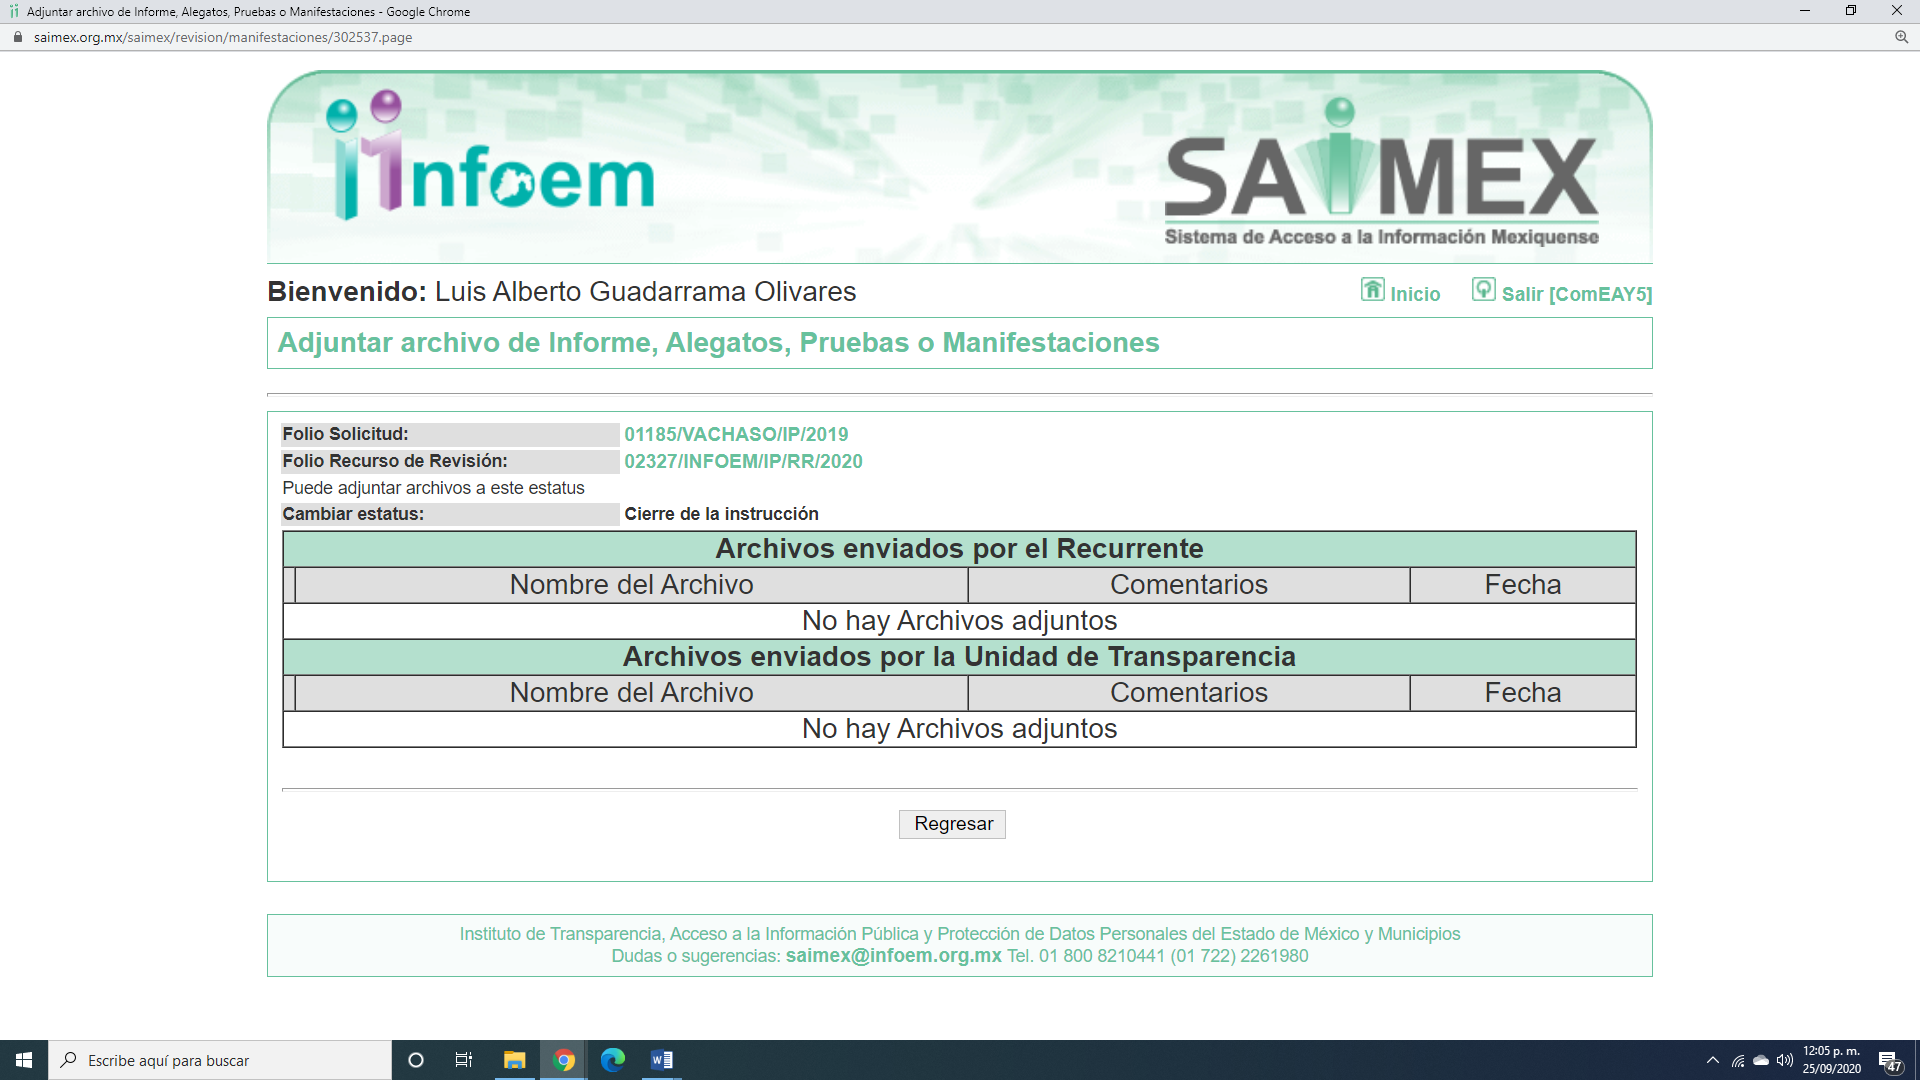 Adjuntar archivo de Informe, Alegatos, Pruebas o Manifestaciones - Google Chrome
saimex.org.mx/saimex/revision/manifestaciones/302537.page
infoem
SAiMEX
Sistema de Acceso a la Información Mexiquense
Bienvenido: Luis Alberto Guadarrama Olivares
Inicio
Salir [ComEAY5]
Adjuntar archivo de Informe, Alegatos, Pruebas o Manifestaciones
Folio Solicitud: 01185/VACHASO/IP/2019
Folio Recurso de Revisión: 02327/INFOEM/IP/RR/2020
Puede adjuntar archivos a este estatus
Cambiar estatus: Cierre de la instrucción
Archivos enviados por el Recurrente
Nombre del Archivo Comentarios Fecha
No hay Archivos adjuntos
Archivos enviados por la Unidad de Transparencia
Nombre del Archivo Comentarios Fecha
No hay Archivos adjuntos
Regresar
Instituto de Transparencia, Acceso a la Información Pública y Protección de Datos Personales del Estado de México y Municipios
Dudas o sugerencias: saimex@infoem.org.mx Tel. 01 800 8210441 (01 722) 2261980
Escribe aquí para buscar
12:05 p. m.
25/09/2020
47